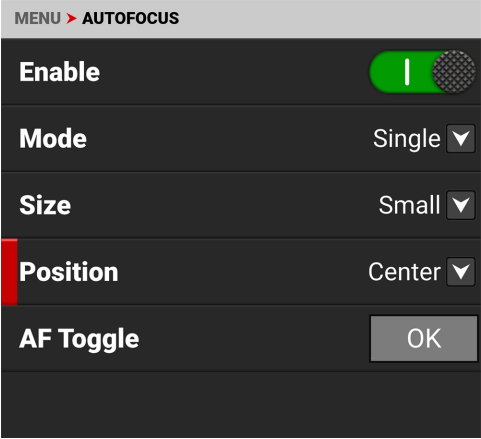 MENU > AUTOFOCUS
Enable
Mode Single
Size Small
Position Center
AF Toggle OK